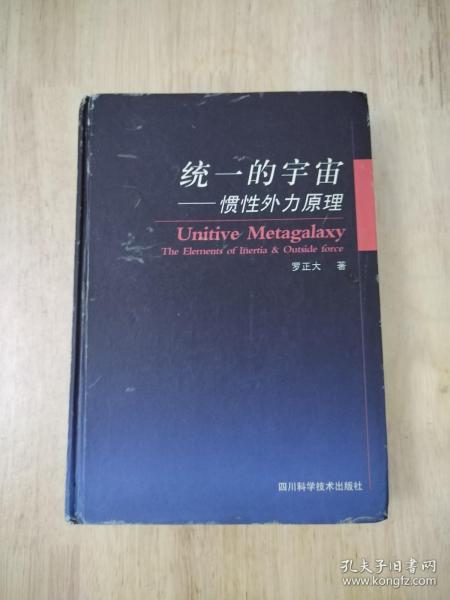 统一的宇宙
——惯性外力原理
Unitive Metagalaxy
The Elements of Inertia & Outside force
罗正大 著
四川科学技术出版社
孔夫子旧书网
www.kongfz.com